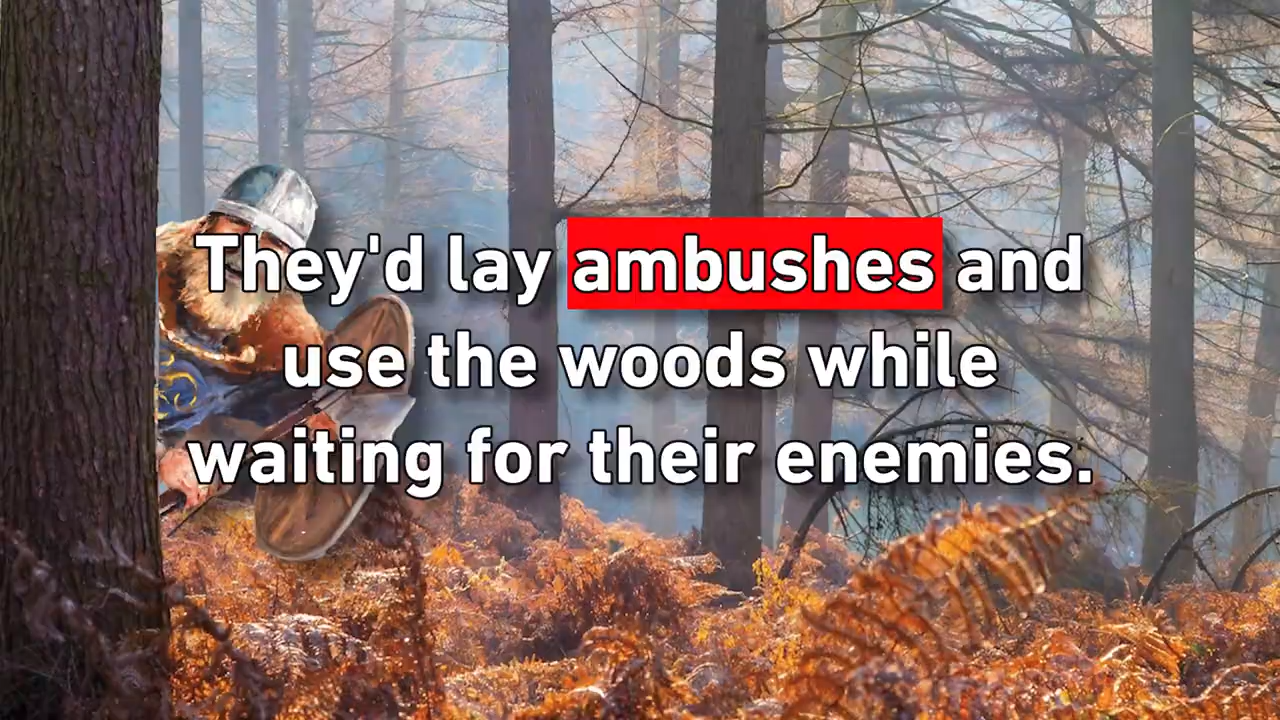 They'd lay ambushes and
use the woods while
waiting for their enemies.